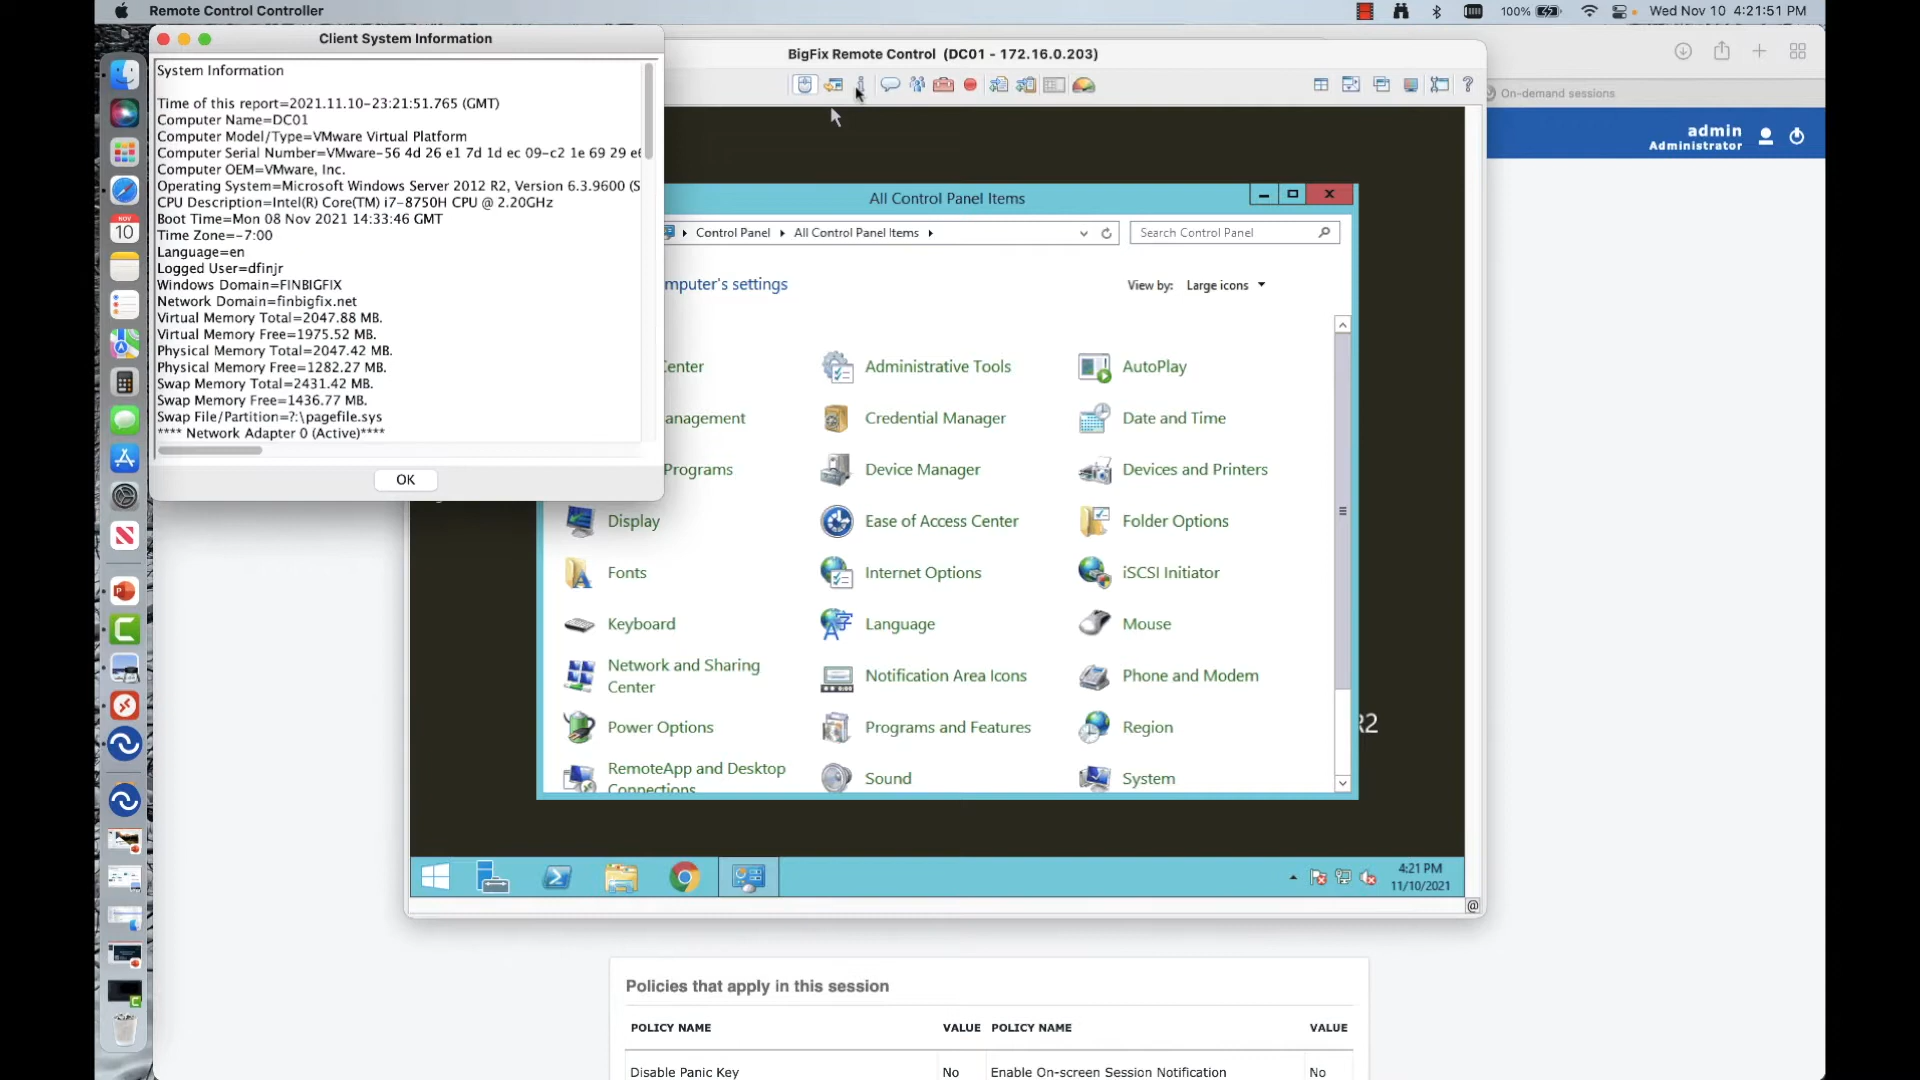 Remote Control Controller
100%
Wed Nov 10 4:21:51 PM
Client System Information
System Information
Time of this report=2021.11.10-23:21:51.765 (GMT)
Computer Name=DC01
Computer Model/Type=VMware Virtual Platform
Computer Serial Number=VMware-56 4d 26 e1 7d 1d ec 09-c2 1e 69 29 e
Computer OEM=VMware, Inc.
Operating System=Microsoft Windows Server 2012 R2, Version 6.3.9600 (S
CPU Description=Intel(R) Core(TM) i7-8750H CPU @ 2.20GHz
Boot Time=Mon 08 Nov 2021 14:33:46 GMT
Time Zone=-7:00
Language=en
Logged User=dfinjr
Windows Domain=FINBIGFIX
Network Domain=finbigfix.net
Virtual Memory Total=2047.88 MB.
Virtual Memory Free=1975.52 MB.
Physical Memory Total=2047.42 MB.
Physical Memory Free=1282.27 MB.
Swap Memory Total=2431.42 MB.
Swap Memory Free=1436.77 MB.
Swap File/Partition=?:\pagefile.sys
**** Network Adapter 0 (Active)****
OK
NOV
10
BigFix Remote Control (DC01 - 172.16.0.203)
On-demand sessions
admin
Administrator
All Control Panel Items
Control Panel
All Control Panel Items
Search Control Panel
mputer's settings
View by: Large icons
enter
Administrative Tools
AutoPlay
anagement
Credential Manager
Date and Time
Programs
Device Manager
Devices and Printers
Display
Ease of Access Center
Folder Options
Fonts
Internet Options
iSCSI Initiator
Keyboard
Language
Mouse
Network and Sharing
Center
Notification Area Icons
Phone and Modem
Power Options
Programs and Features
Region
RemoteApp and Desktop
Connections
Sound
System
R2
4:21 PM
11/10/2021
Policies that apply in this session
POLICY NAME VALUE POLICY NAME VALUE
Disable Panic Key No Enable On-screen Session Notification No